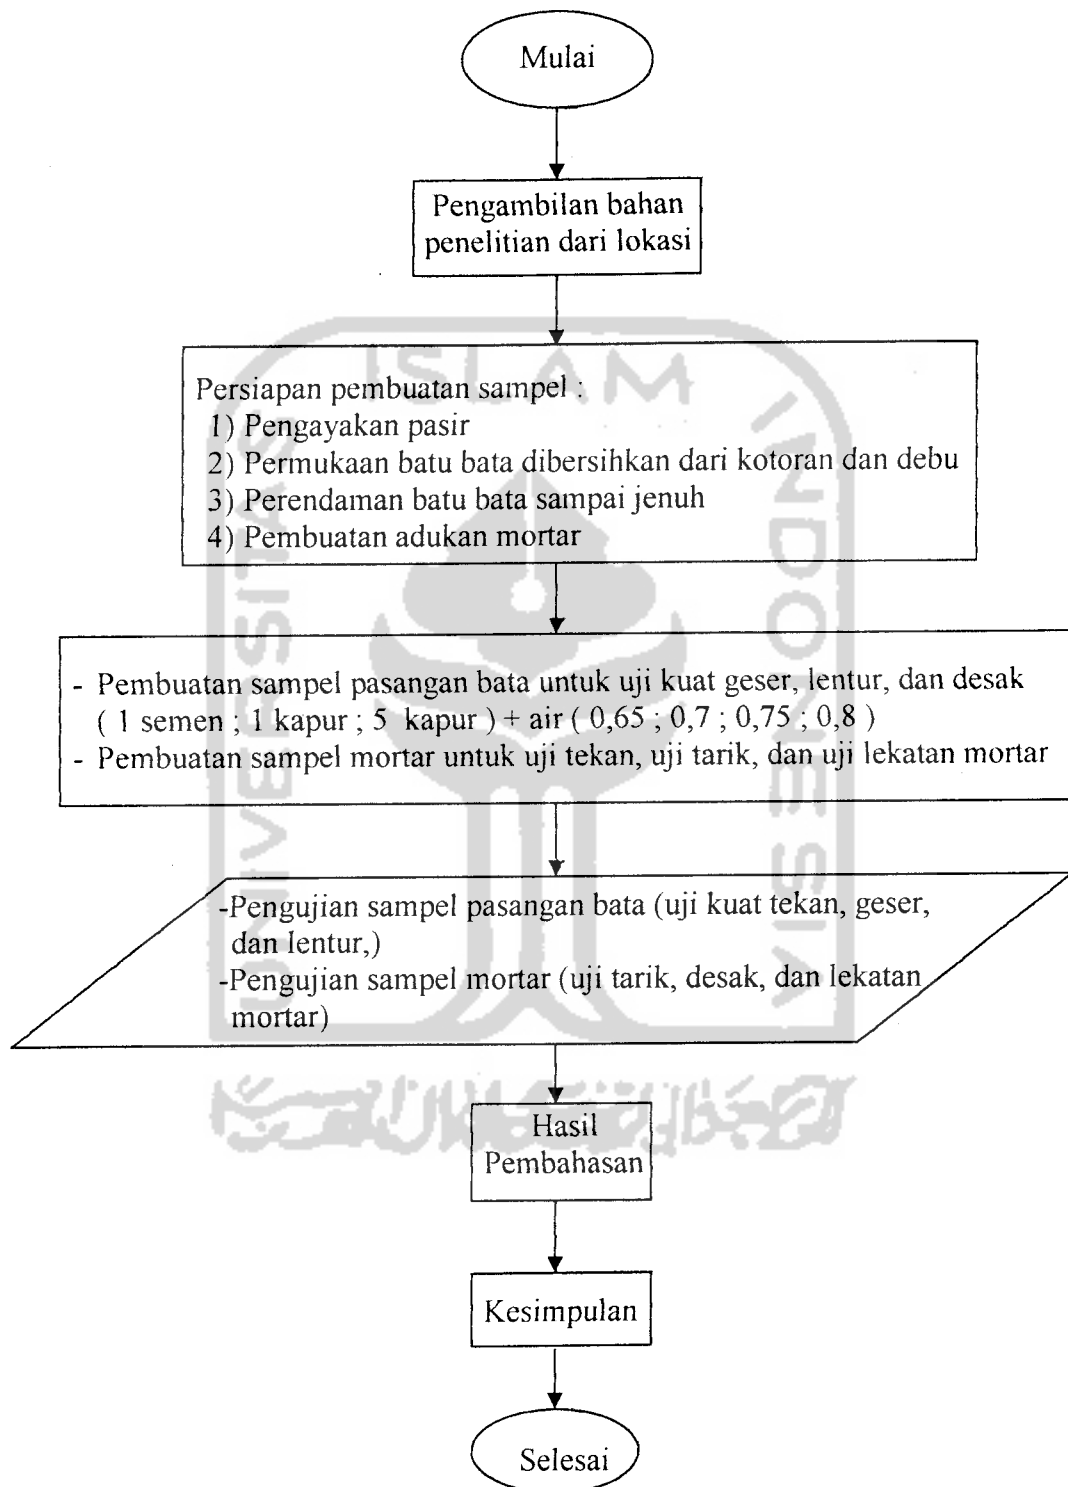 Mulai
Pengambilan bahan
penelitian dari lokasi
Persiapan pembuatan sampel :
1) Pengayakan pasir
2) Permukaan batu bata dibersihkan dari kotoran dan debu
3) Perendaman batu bata sampai jenuh
4) Pembuatan adukan mortar
- Pembuatan sampel pasangan bata untuk uji kuat geser, lentur, dan desak
( 1 semen ; 1 kapur ; 5 kapur ) + air ( 0,65 ; 0,7 ; 0,75 ; 0,8 )
- Pembuatan sampel mortar untuk uji tekan, uji tarik, dan uji lekatan mortar
-Pengujian sampel pasangan bata (uji kuat tekan, geser,
dan lentur,)
-Pengujian sampel mortar (uji tarik, desak, dan lekatan
mortar)
Hasil
Pembahasan
Kesimpulan
Selesai
UNIVERSITAS
ISLAM
INDONESIA